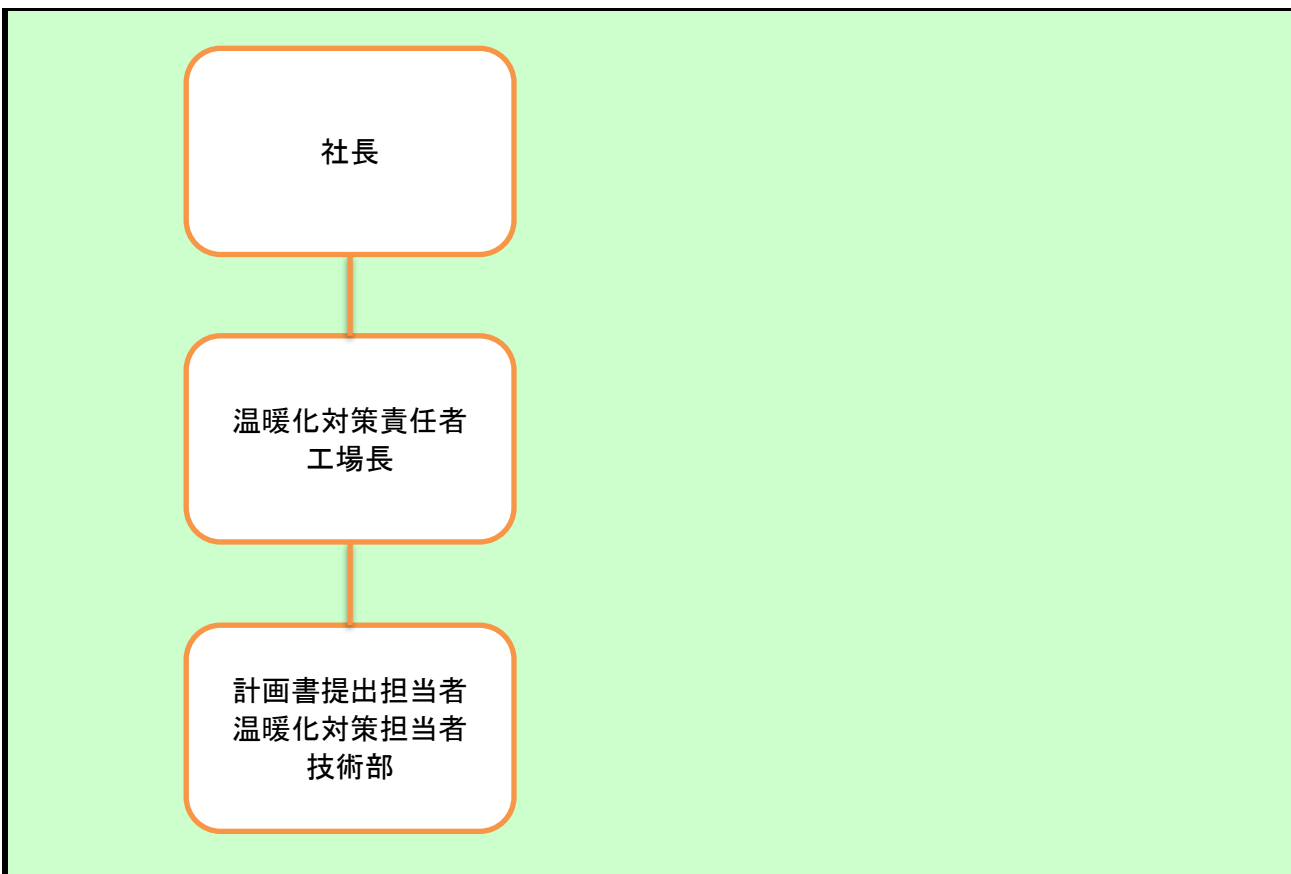 社長
温暖化対策責任者
工場長
計画書提出担当者
温暖化対策担当者
技術部